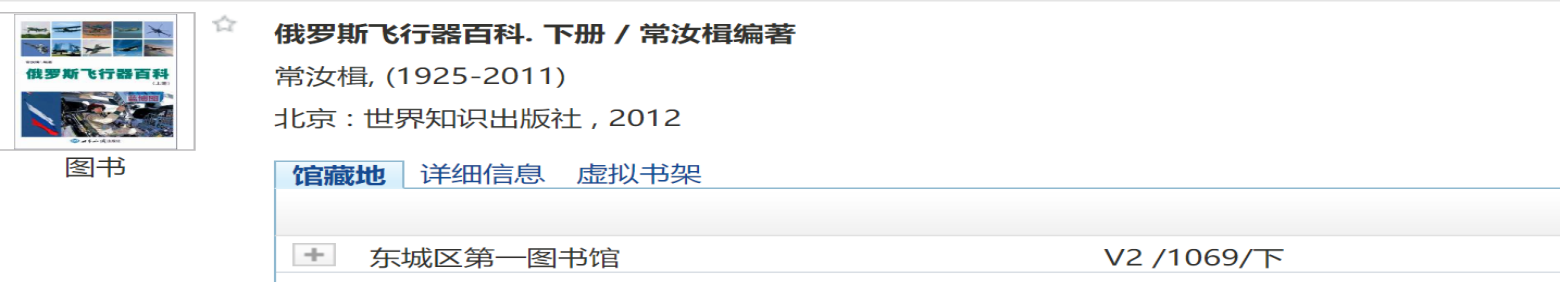 俄罗斯飞行器百科. 下册 / 常汝楫编著
常汝楫, (1925-2011)
北京 : 世界知识出版社 , 2012
俄罗斯飞行器百科
(上册)
图书
馆藏地 详细信息 虚拟书架
东城区第一图书馆 V2 /1069/下